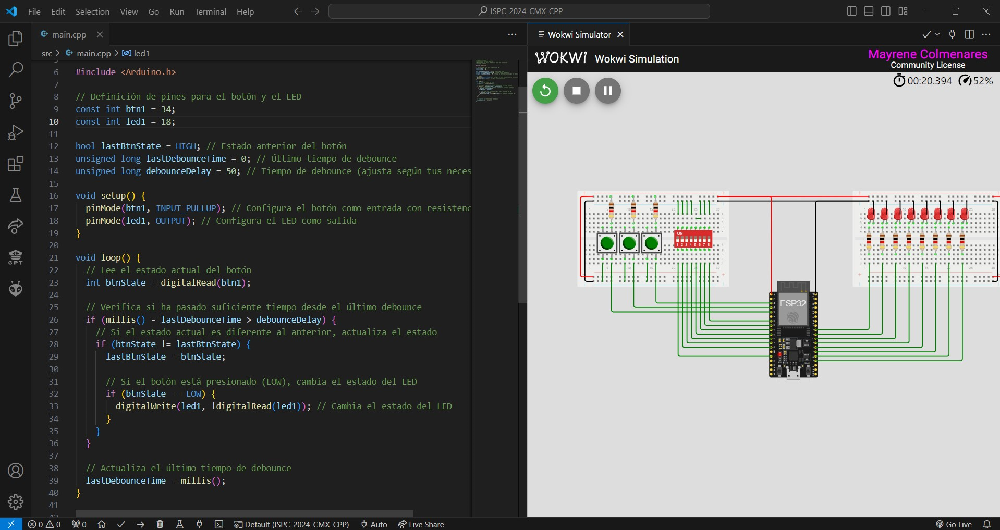 File Edit Selection View Go Run Terminal Help
ISPC_2024_CMX_CPP
main.cpp
src > main.cpp > led1
6 #include <Arduino.h>
7
8 // Definición de pines para el botón y el LED
9 const int btn1 = 34;
10 const int led1 = 18;
11
12 bool lastBtnState = HIGH; // Estado anterior del botón
13 unsigned long lastDebounceTime = 0; // Último tiempo de debounce
14 unsigned long debounceDelay = 50; // Tiempo de debounce (ajusta según tus neces
15
16 void setup() {
17 pinMode(btn1, INPUT_PULLUP); // Configura el botón como entrada con resistenc
18 pinMode(led1, OUTPUT); // Configura el LED como salida
19 }
20
21 void loop() {
22 // Lee el estado actual del botón
23 int btnState = digitalRead(btn1);
24
25 // Verifica si ha pasado suficiente tiempo desde el último debounce
26 if (millis() - lastDebounceTime > debounceDelay) {
27 // Si el estado actual es diferente al anterior, actualiza el estado
28 if (btnState != lastBtnState) {
29 lastBtnState = btnState;
30
31 // Si el botón está presionado (LOW), cambia el estado del LED
32 if (btnState == LOW) {
33 digitalWrite(led1, !digitalRead(led1)); // Cambia el estado del LED
34 }
35 }
36 }
37
38 // Actualiza el último tiempo de debounce
39 lastDebounceTime = millis();
40 }
41
GPT
Wokwi Simulator
WOKWi Wokwi Simulation
Mayrene Colmenares
Community License
00:20.394 52%
ON
1 2 3 4 5 6 7 8
ESP32
0 0 0 Default (ISPC_2024_CMX_CPP) Auto Live Share Go Live